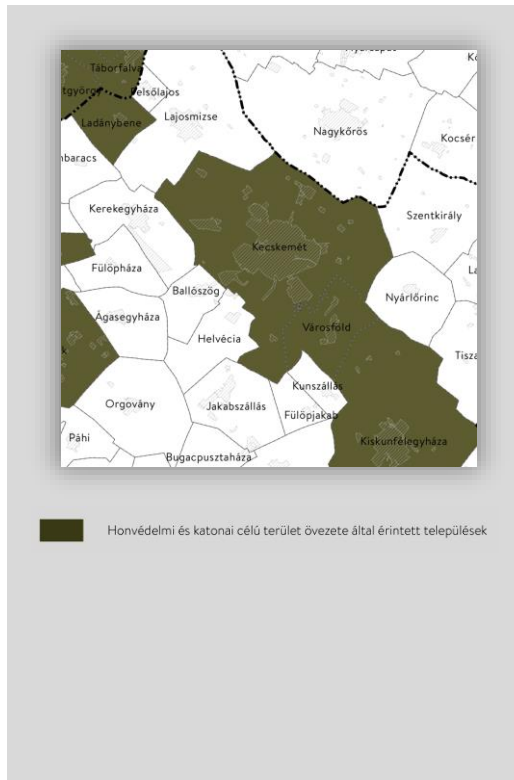 Táborfalva
Felsőlajos
Lajosmizse
Ladánybene
Nagykőrös
Kocsér
Kerekegyháza
Szentkirály
Kecskemét
Fülöpháza
Ballószög
Nyárlőrinc
Ágasegyháza
Városföld
Helvécia
Kunszállás
Orgovány
Jakabszállás
Fülöpjakab
Páhi
Kiskunfélegyháza
Bugacpusztaháza
Honvédelmi és katonai célú terület övezete által érintett települések